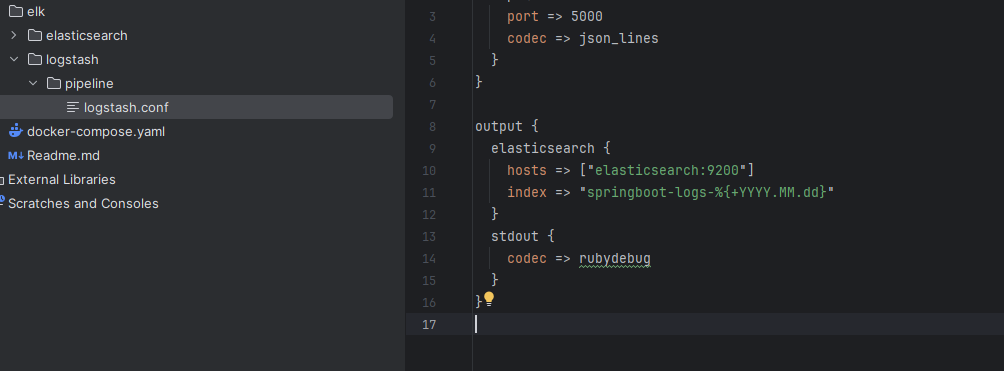 elk
elasticsearch
logstash
pipeline
logstash.conf
docker-compose.yaml
M↓ Readme.md
External Libraries
Scratches and Consoles
3 port => 5000
4 codec => json_lines
5 }
6 }
7
8 output {
9 elasticsearch {
10 hosts => ["elasticsearch:9200"]
11 index => "springboot-logs-%{+YYYY.MM.dd}"
12 }
13 stdout {
14 codec => rubydebug
15 }
16 }
17